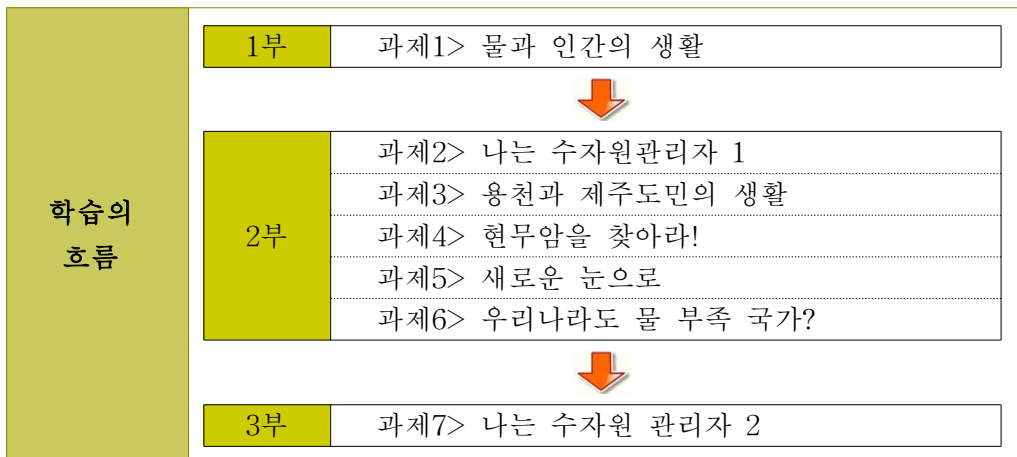 학습의
흐름
1부
과제1> 물과 인간의 생활
2부
과제2> 나는 수자원관리자 1
과제3> 용천과 제주도민의 생활
과제4> 현무암을 찾아라!
과제5> 새로운 눈으로
과제6> 우리나라도 물 부족 국가?
3부
과제7> 나는 수자원 관리자 2